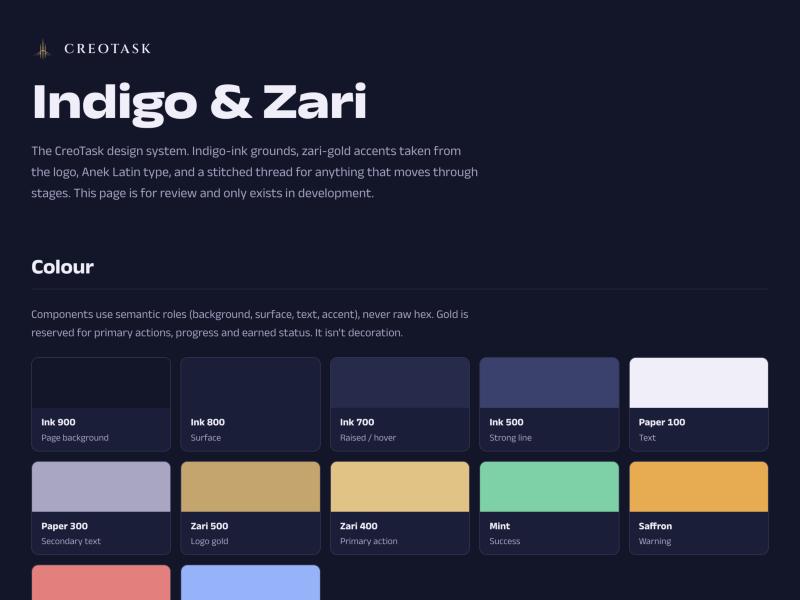 CREOTASK
Indigo & Zari
The CreoTask design system. Indigo-ink grounds, zari-gold accents taken from
the logo, Anek Latin type, and a stitched thread for anything that moves through
stages. This page is for review and only exists in development.
Colour
Components use semantic roles (background, surface, text, accent), never raw hex. Gold is
reserved for primary actions, progress and earned status. It isn't decoration.
Ink 900
Page background
Ink 800
Surface
Ink 700
Raised / hover
Ink 500
Strong line
Paper 100
Text
Paper 300
Secondary text
Zari 500
Logo gold
Zari 400
Primary action
Mint
Success
Saffron
Warning